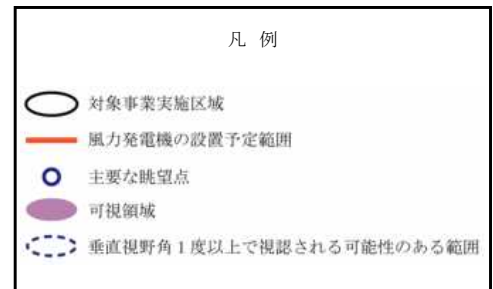 凡 例
対象事業実施区域
風力発電機の設置予定範囲
主要な眺望点
可視領域
垂直視野角1度以上で視認される可能性のある範囲